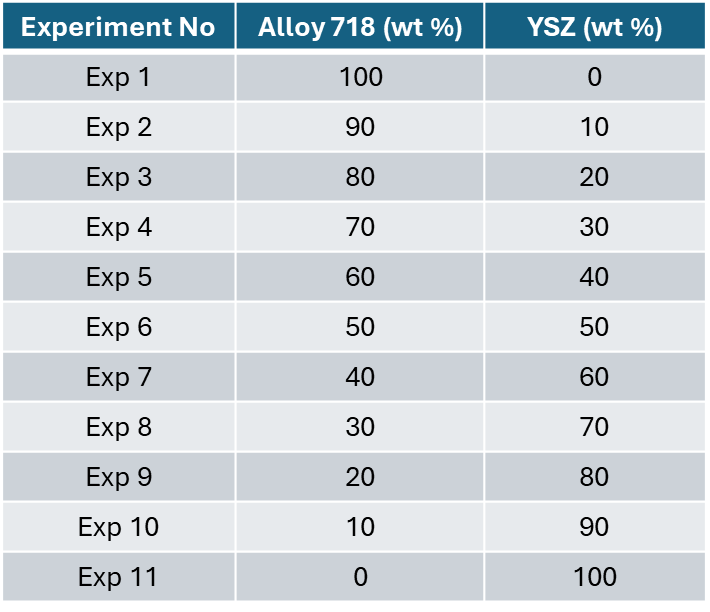 Experiment No Alloy 718 (wt %) YSZ (wt %)
Exp 1 100 0
Exp 2 90 10
Exp 3 80 20
Exp 4 70 30
Exp 5 60 40
Exp 6 50 50
Exp 7 40 60
Exp 8 30 70
Exp 9 20 80
Exp 10 10 90
Exp 11 0 100